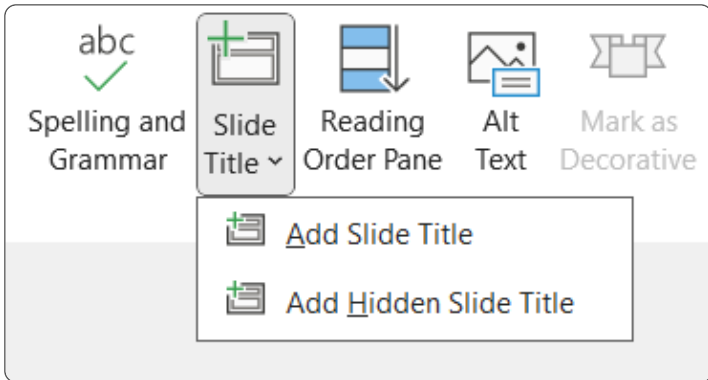 abc
Spelling and
Grammar
Slide
Title
Reading
Order Pane
Alt
Text
Mark as
Decorative
Add Slide Title
Add Hidden Slide Title